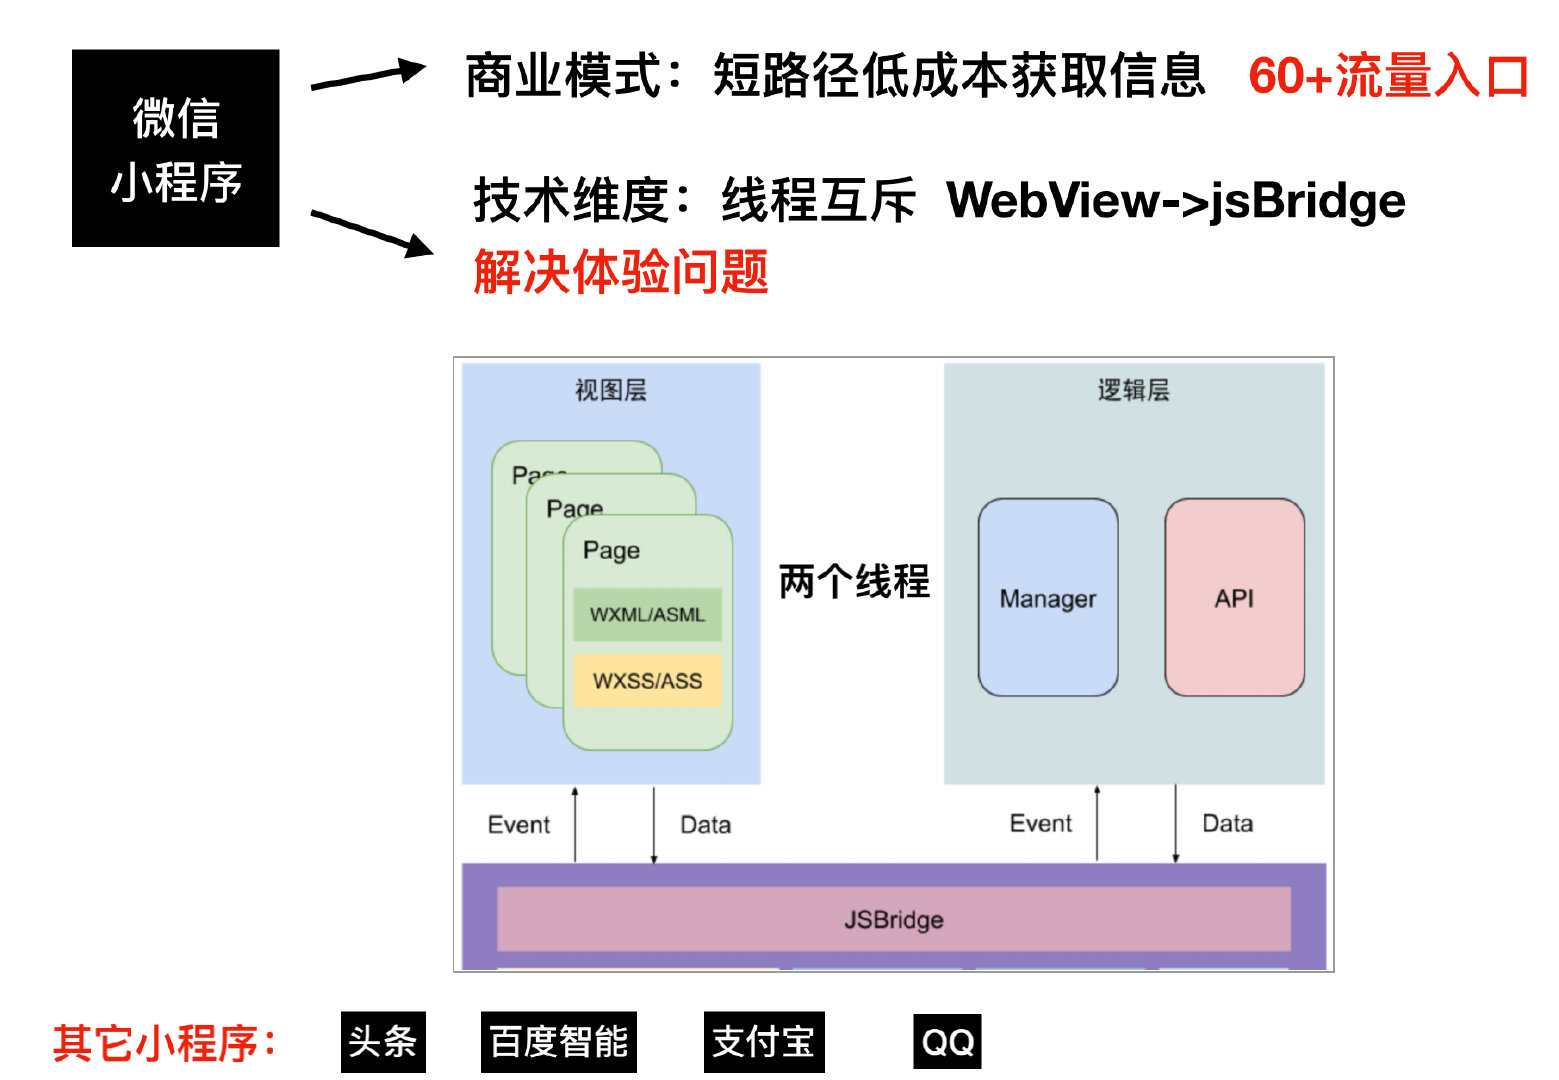 微信
小程序
商业模式：短路径低成本获取信息 60+流量入口
技术维度：线程互斥 WebView->jsBridge
解决体验问题
视图层
逻辑层
Page
Page
Page
WXML/ASML
WXSS/ASS
两个线程
Manager
API
Event
Data
Event
Data
JSBridge
其它小程序：
头条
百度智能
支付宝
QQ